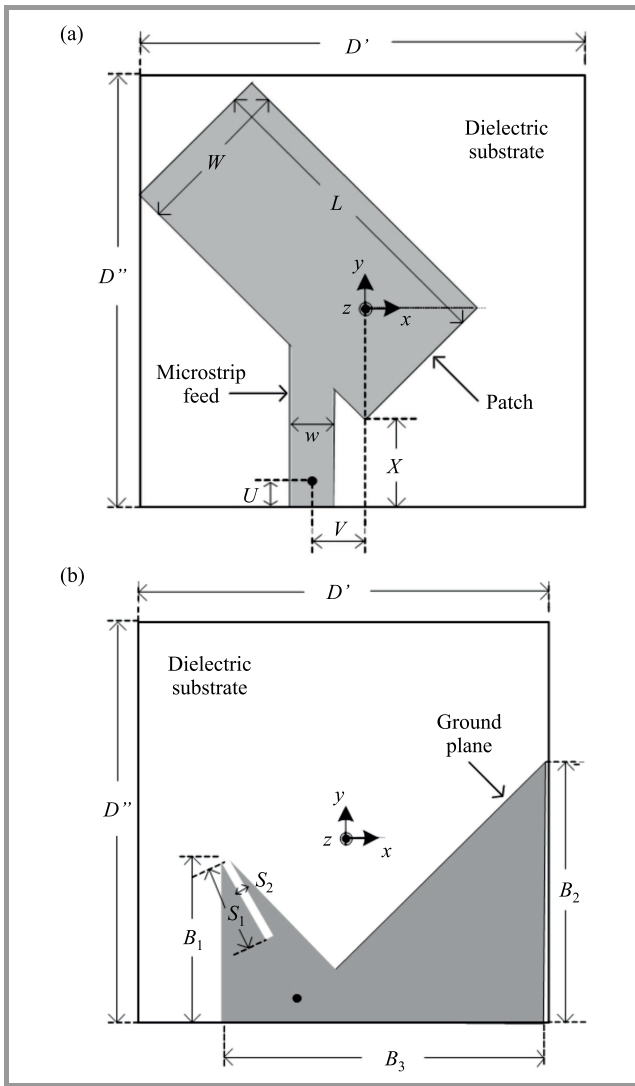 (a)
D’
Dielectric
substrate
W
L
D”
y
z
x
Microstrip
feed
Patch
w
X
U
V
(b)
D’
Dielectric
substrate
Ground
plane
D”
y
z
x
S2
S1
B1
B2
B3